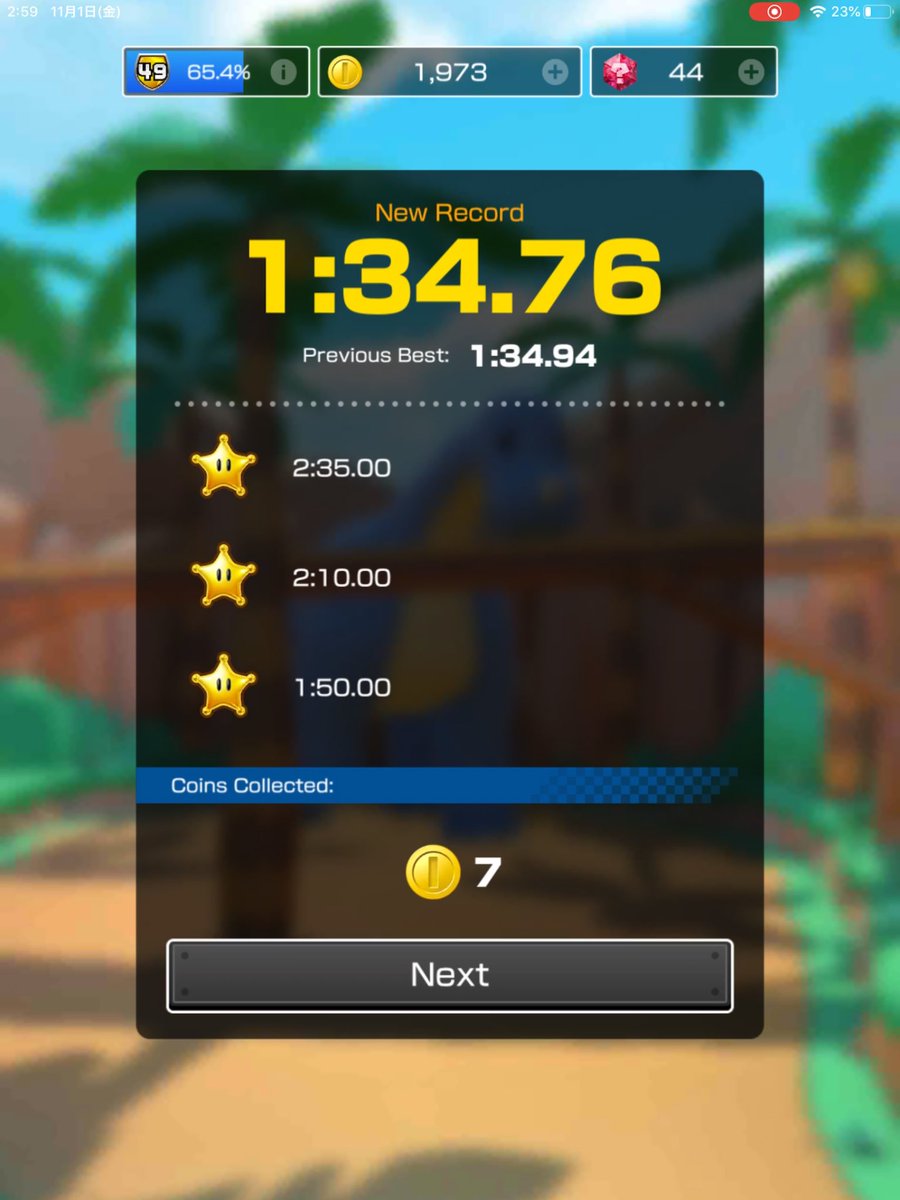 2:59 11月1日(金)
23%
49 65.4% i 1,973 44
New Record
1:34.76
Previous Best: 1:34.94
2:35.00
2:10.00
1:50.00
Coins Collected:
7
Next